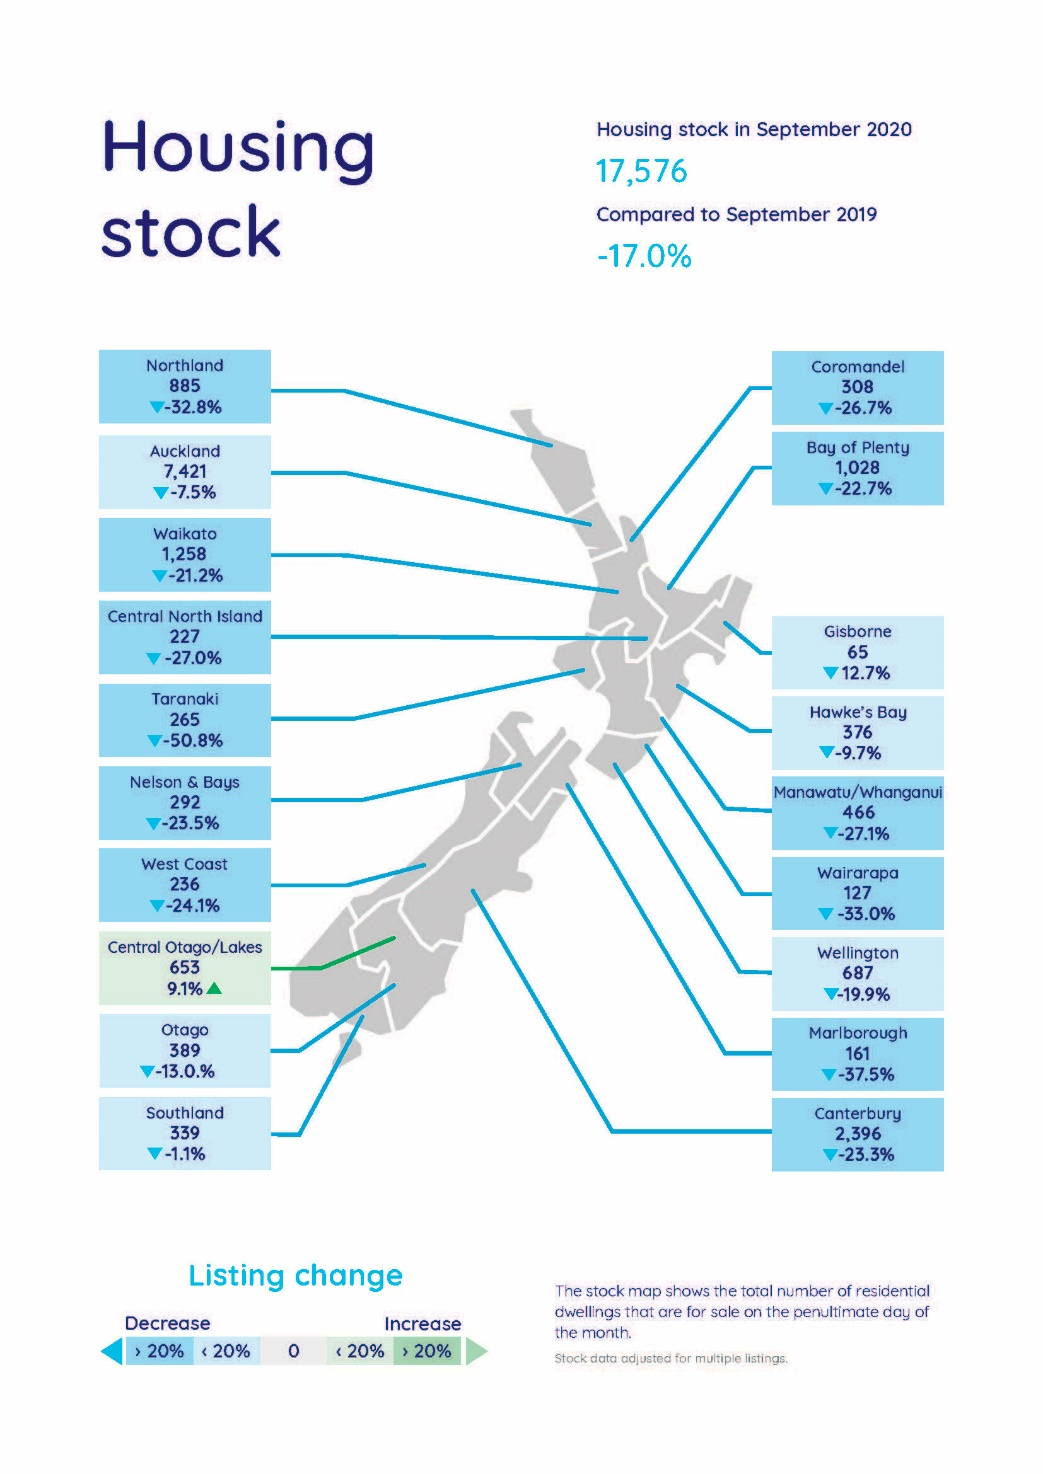 Housing
stock
Housing stock in September 2020
17,576
Compared to September 2019
-17.0%
Northland
885
▼-32.8%
Auckland
7,421
▼-7.5%
Waikato
1,258
▼-21.2%
Central North Island
227
▼ -27.0%
Taranaki
265
▼-50.8%
Nelson & Bays
292
▼-23.5%
West Coast
236
▼-24.1%
Central Otago/Lakes
653
9.1% ▲
Otago
389
▼-13.0.%
Southland
339
▼-1.1%
Coromandel
308
▼-26.7%
Bay of Plenty
1,028
▼-22.7%
Gisborne
65
▼ 12.7%
Hawke's Bay
376
▼-9.7%
Manawatu/Whanganui
466
▼-27.1%
Wairarapa
127
▼ -33.0%
Wellington
687
▼-19.9%
Marlborough
161
▼-37.5%
Canterbury
2,396
▼-23.3%
Listing change
Decrease Increase
› 20% ‹ 20% 0 ‹ 20% › 20%
The stock map shows the total number of residential
dwellings that are for sale on the penultimate day of
the month.
Stock data adjusted for multiple listings.